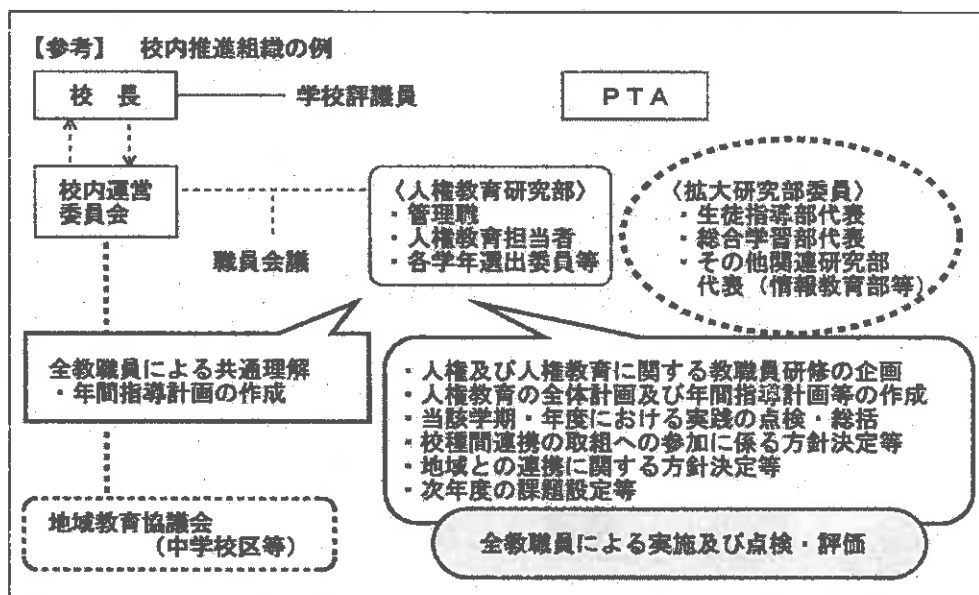 【参考】 校内推進組織の例
校 長
学校評議員
PTA
校内運営
委員会
職員会議
〈人権教育研究部〉
・管理職
・人権教育担当者
・各学年選出委員等
〈拡大研究部委員〉
・生徒指導部代表
・総合学習部代表
・その他関連研究部
代表（情報教育部等）
全教職員による共通理解
・年間指導計画の作成
・人権及び人権教育に関する教職員研修の企画
・人権教育の全体計画及び年間指導計画等の作成
・当該学期・年度における実践の点検・総括
・校種間連携の取組への参加に係る方針決定等
・地域との連携に関する方針決定等
・次年度の課題設定等
地域教育協議会
（中学校区等）
全教職員による実施及び点検・評価